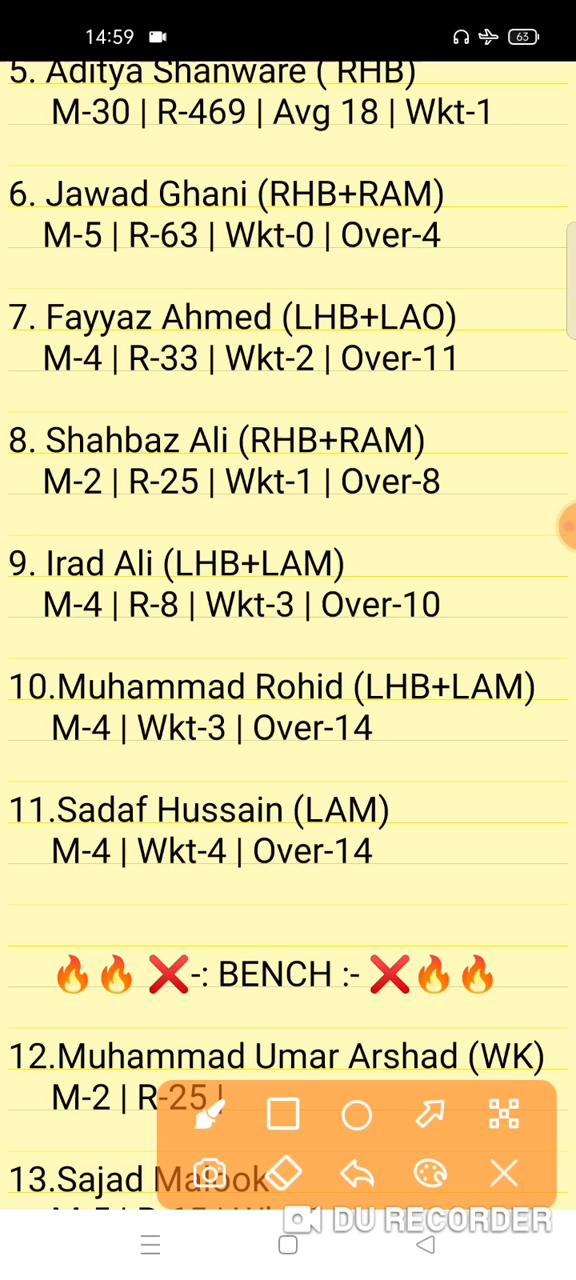 14:59
63
5. Aditya Shanware ( RHB)
M-30 | R-469 | Avg 18 | Wkt-1
6. Jawad Ghani (RHB+RAM)
M-5 | R-63 | Wkt-0 | Over-4
7. Fayyaz Ahmed (LHB+LAO)
M-4 | R-33 | Wkt-2 | Over-11
8. Shahbaz Ali (RHB+RAM)
M-2 | R-25 | Wkt-1 | Over-8
9. Irad Ali (LHB+LAM)
M-4 | R-8 | Wkt-3 | Over-10
10.Muhammad Rohid (LHB+LAM)
M-4 | Wkt-3 | Over-14
11.Sadaf Hussain (LAM)
M-4 | Wkt-4 | Over-14
🔥🔥 ❌-: BENCH :- ❌🔥🔥
12.Muhammad Umar Arshad (WK)
M-2 | R-25 |
13.Sajad
DU RECORDER